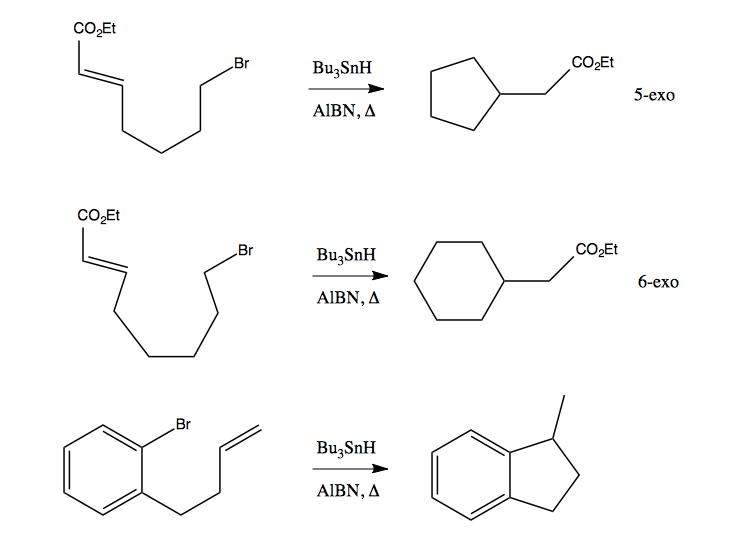 CO₂Et
Br
Bu₃SnH
AIBN, Δ
CO₂Et
5-exo
CO₂Et
Br
Bu₃SnH
AIBN, Δ
CO₂Et
6-exo
Br
Bu₃SnH
AIBN, Δ